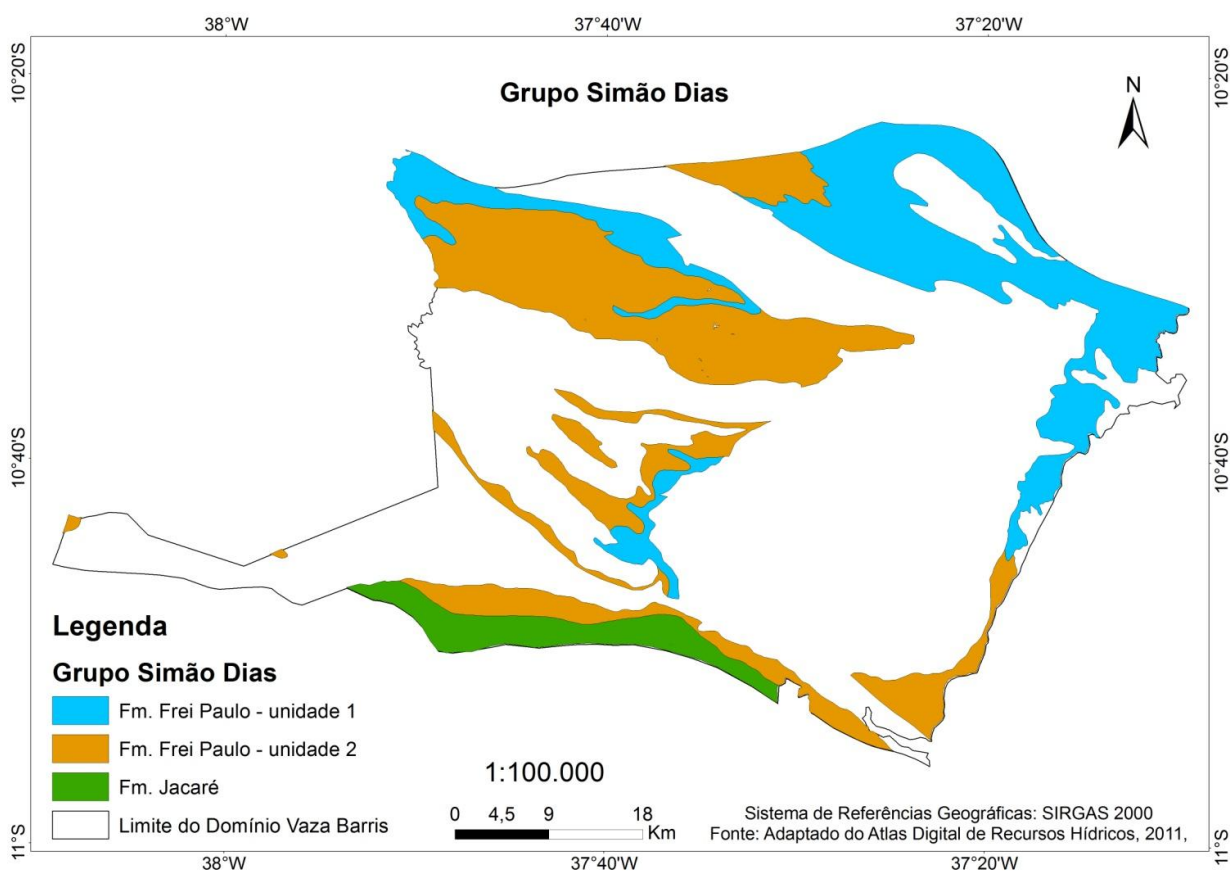 38°W 37°40'W 37°20'W
10°20'S 10°20'S
Grupo Simão Dias
N
10°40'S 10°40'S
Legenda
Grupo Simão Dias
Fm. Frei Paulo - unidade 1
Fm. Frei Paulo - unidade 2
Fm. Jacaré
Limite do Domínio Vaza Barris
1:100.000
0 4,5 9 18
Km
Sistema de Referências Geográficas: SIRGAS 2000
Fonte: Adaptado do Atlas Digital de Recursos Hídricos, 2011,
11°S 11°S
38°W 37°40'W 37°20'W